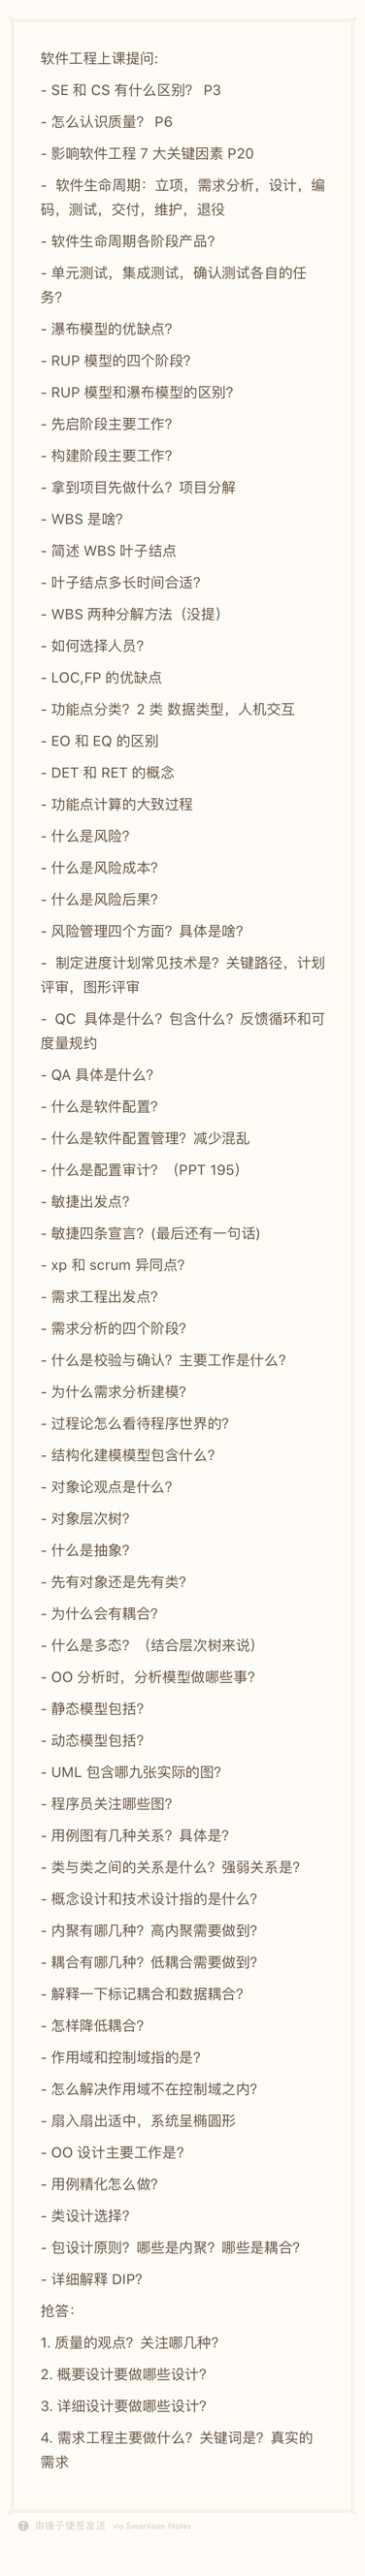 软件工程上课提问:
- SE 和 CS 有什么区别?  P3
- 怎么认识质量?  P6
- 影响软件工程 7 大关键因素 P20
- 软件生命周期：立项，需求分析，设计，编
码，测试，交付，维护，退役
- 软件生命周期各阶段产品?
- 单元测试，集成测试，确认测试各自的任
务?
- 瀑布模型的优缺点?
- RUP 模型的四个阶段?
- RUP 模型和瀑布模型的区别?
- 先启阶段主要工作?
- 构建阶段主要工作?
- 拿到项目先做什么? 项目分解
- WBS 是啥?
- 简述 WBS 叶子结点
- 叶子结点多长时间合适?
- WBS 两种分解方法（没提）
- 如何选择人员?
- LOC,FP 的优缺点
- 功能点分类? 2 类 数据类型，人机交互
- EO 和 EQ 的区别
- DET 和 RET 的概念
- 功能点计算的大致过程
- 什么是风险?
- 什么是风险成本?
- 什么是风险后果?
- 风险管理四个方面? 具体是啥?
- 制定进度计划常见技术是? 关键路径，计划
评审，图形评审
- QC 具体是什么? 包含什么? 反馈循环和可
度量规约
- QA 具体是什么?
- 什么是软件配置?
- 什么是软件配置管理? 减少混乱
- 什么是配置审计? （PPT 195）
- 敏捷出发点?
- 敏捷四条宣言? (最后还有一句话)
- xp 和 scrum 异同点?
- 需求工程出发点?
- 需求分析的四个阶段?
- 什么是校验与确认? 主要工作是什么?
- 为什么需求分析建模?
- 过程论怎么看待程序世界的?
- 结构化建模模型包含什么?
- 对象论观点是什么?
- 对象层次树?
- 什么是抽象?
- 先有对象还是先有类?
- 为什么会有耦合?
- 什么是多态? （结合层次树来说）
- OO 分析时，分析模型做哪些事?
- 静态模型包括?
- 动态模型包括?
- UML 包含哪九张实际的图?
- 程序员关注哪些图?
- 用例图有几种关系? 具体是?
- 类与类之间的关系是什么? 强弱关系是?
- 概念设计和技术设计指的是什么?
- 内聚有哪几种? 高内聚需要做到?
- 耦合有哪几种? 低耦合需要做到?
- 解释一下标记耦合和数据耦合?
- 怎样降低耦合?
- 作用域和控制域指的是?
- 怎么解决作用域不在控制域之内?
- 扇入扇出适中，系统呈椭圆形
- OO 设计主要工作是?
- 用例精化怎么做?
- 类设计选择?
- 包设计原则? 哪些是内聚? 哪些是耦合?
- 详细解释 DIP?
抢答：
1. 质量的观点? 关注哪几种?
2. 概要设计要做哪些设计?
3. 详细设计要做哪些设计?
4. 需求工程主要做什么? 关键词是? 真实的
需求
由锤子便签发送 via Smartisan Notes